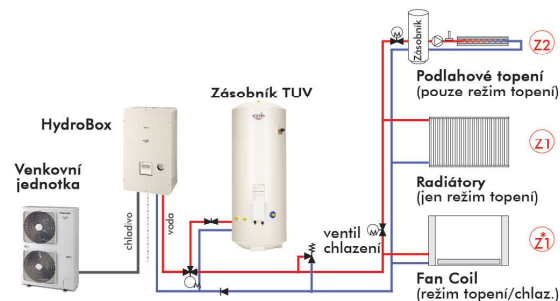 Z2
Zásobník
Podlahové topení
(pouze režim topení)
Zásobník TUV
HydroBox
Venkovní
jednotka
chladivo
voda
Z1
Radiátory
(jen režim topení)
ventil
chlazení
Z1*
Fan Coil
(režim topení/chlaz.)
M
M
M